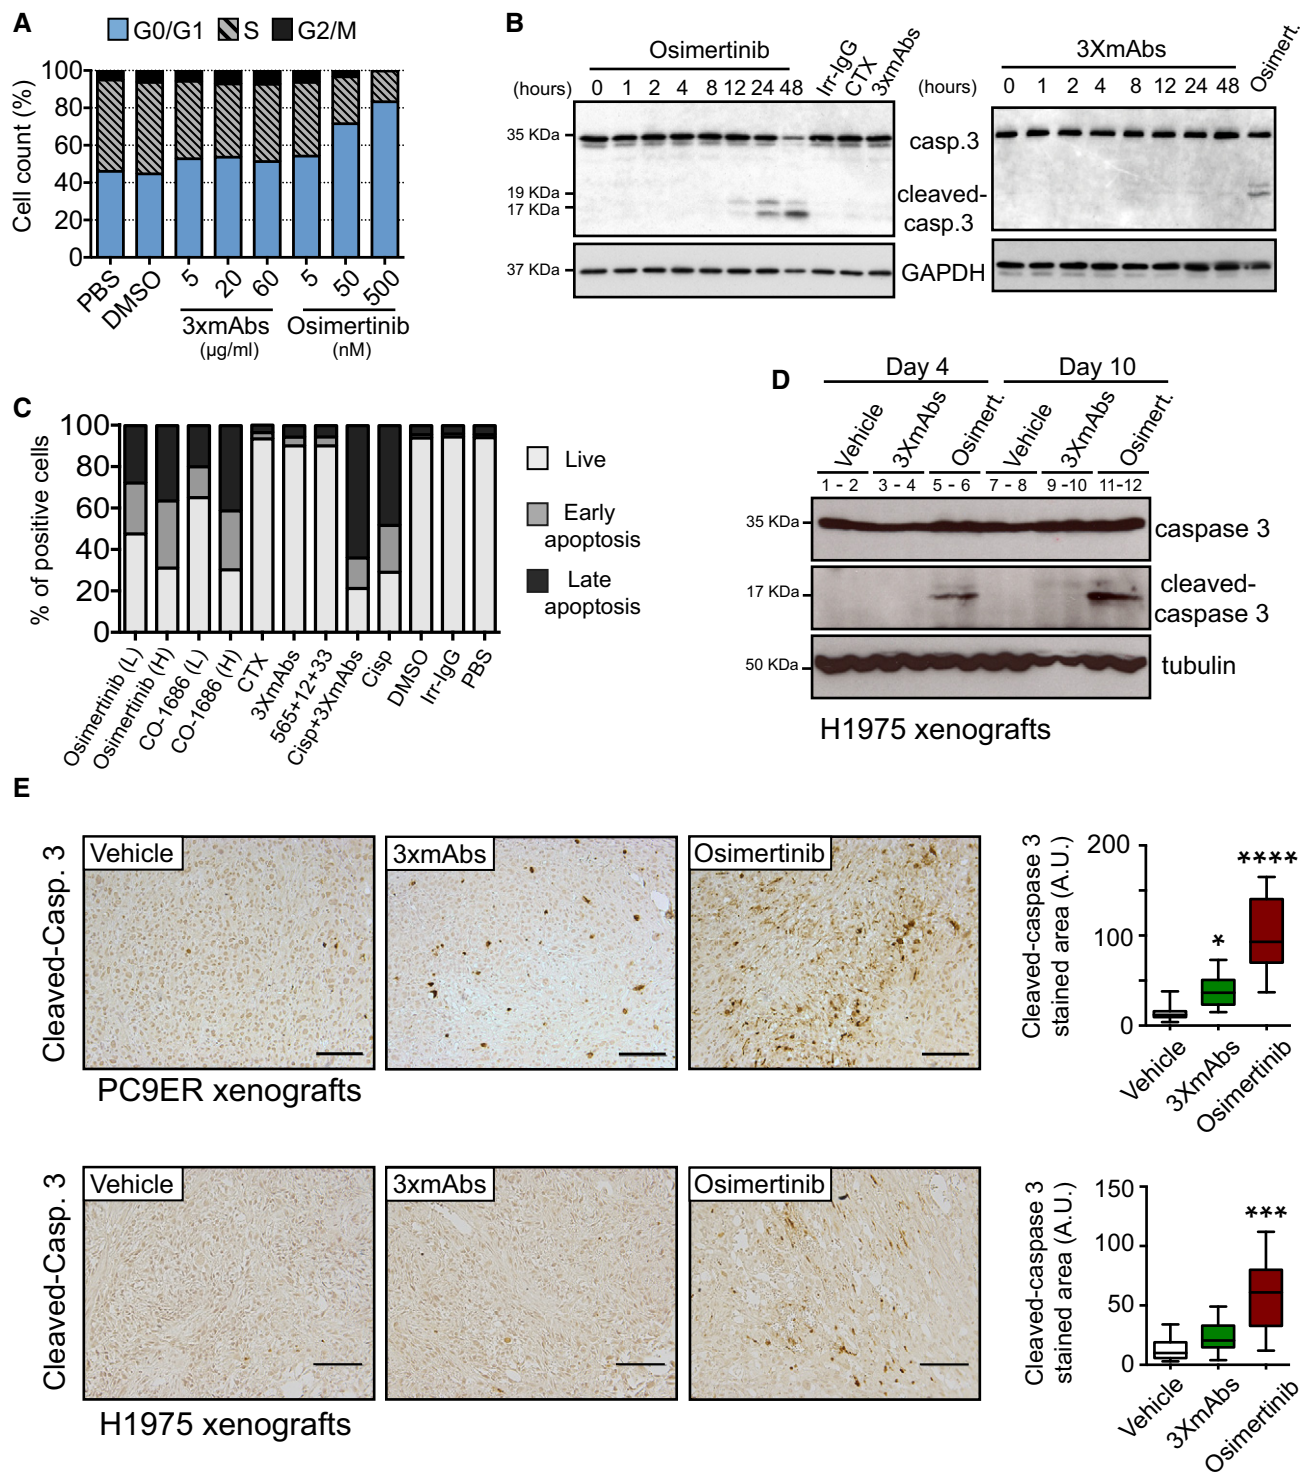 A
G0/G1 S G2/M
Cell count (%)
100
80
60
40
20
0
PBS
DMSO
5
20
60
5
50
500
3xmAbs
(µg/ml)
Osimertinib
(nM)
B
Osimertinib
Irr-IgG
CTX
3xmAbs
(hours) 0 1 2 4 8 12 24 48
35 KDa
19 KDa
17 KDa
37 KDa
casp.3
cleaved-
casp.3
GAPDH
3XmAbs
Osimert.
(hours) 0 1 2 4 8 12 24 48
C
% of positive cells
100
80
60
40
20
0
Osimertinib (L)
Osimertinib (H)
CO-1686 (L)
CO-1686 (H)
CTX
3XmAbs
565+12+33
Cisp+3XmAbs
Cisp
DMSO
Irr-IgG
PBS
Live
Early
apoptosis
Late
apoptosis
D
Day 4 Day 10
Vehicle
3XmAbs
Osimert.
Vehicle
3XmAbs
Osimert.
1 - 2 3 - 4 5 - 6 7 - 8 9 -10 11-12
35 KDa
17 KDa
50 KDa
caspase 3
cleaved-
caspase 3
tubulin
H1975 xenografts
E
Cleaved-Casp. 3
Vehicle
3xmAbs
Osimertinib
PC9ER xenografts
Cleaved-caspase 3
stained area (A.U.)
200
100
0
*
****
Vehicle
3XmAbs
Osimertinib
Cleaved-Casp. 3
Vehicle
3xmAbs
Osimertinib
H1975 xenografts
Cleaved-caspase 3
stained area (A.U.)
150
100
50
0
***
Vehicle
3XmAbs
Osimertinib